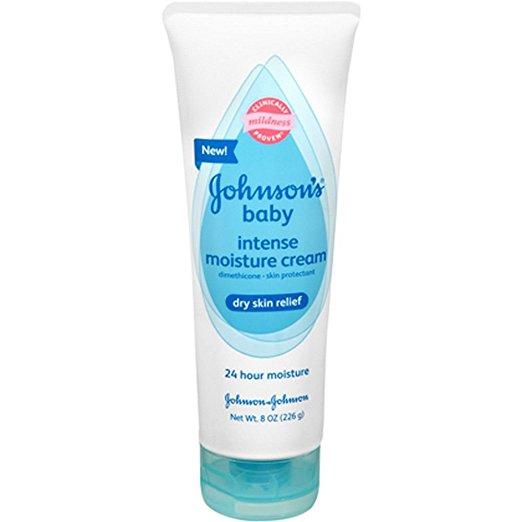 CLINICALLY
mildness
PROVEN
New!
Johnson's®
baby
intense
moisture cream
dimethicone - skin protectant
dry skin relief
24 hour moisture
Johnson & Johnson
Net Wt. 8 OZ (226 g)